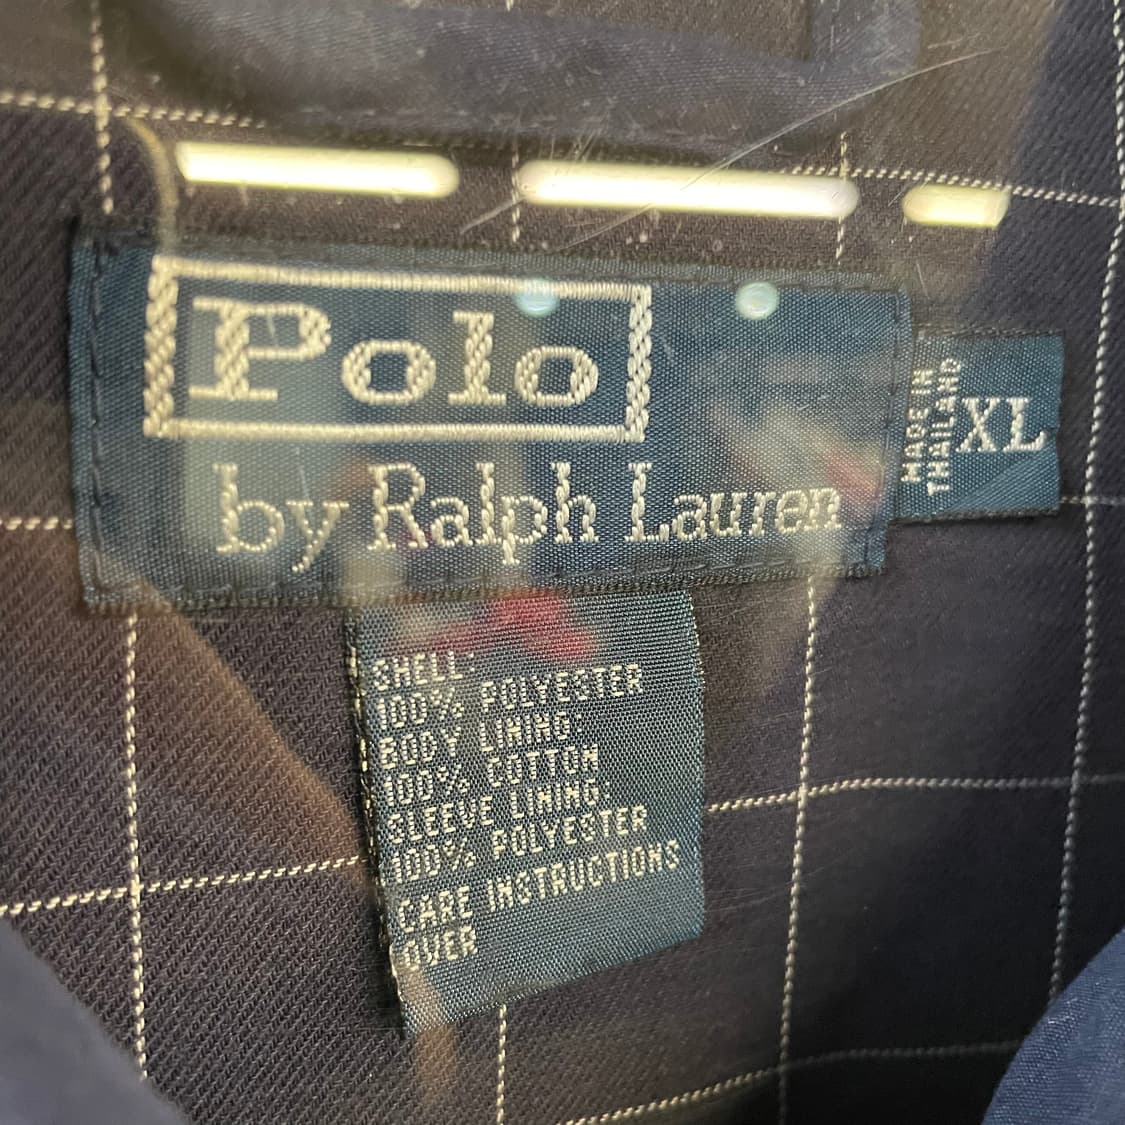 Polo
by Ralph Lauren
MADE IN
THAILAND
XL
SHELL:
100% POLYESTER
BODY LINING:
100% COTTON
SLEEVE LINING:
100% POLYESTER
CARE INSTRUCTIONS
OVER